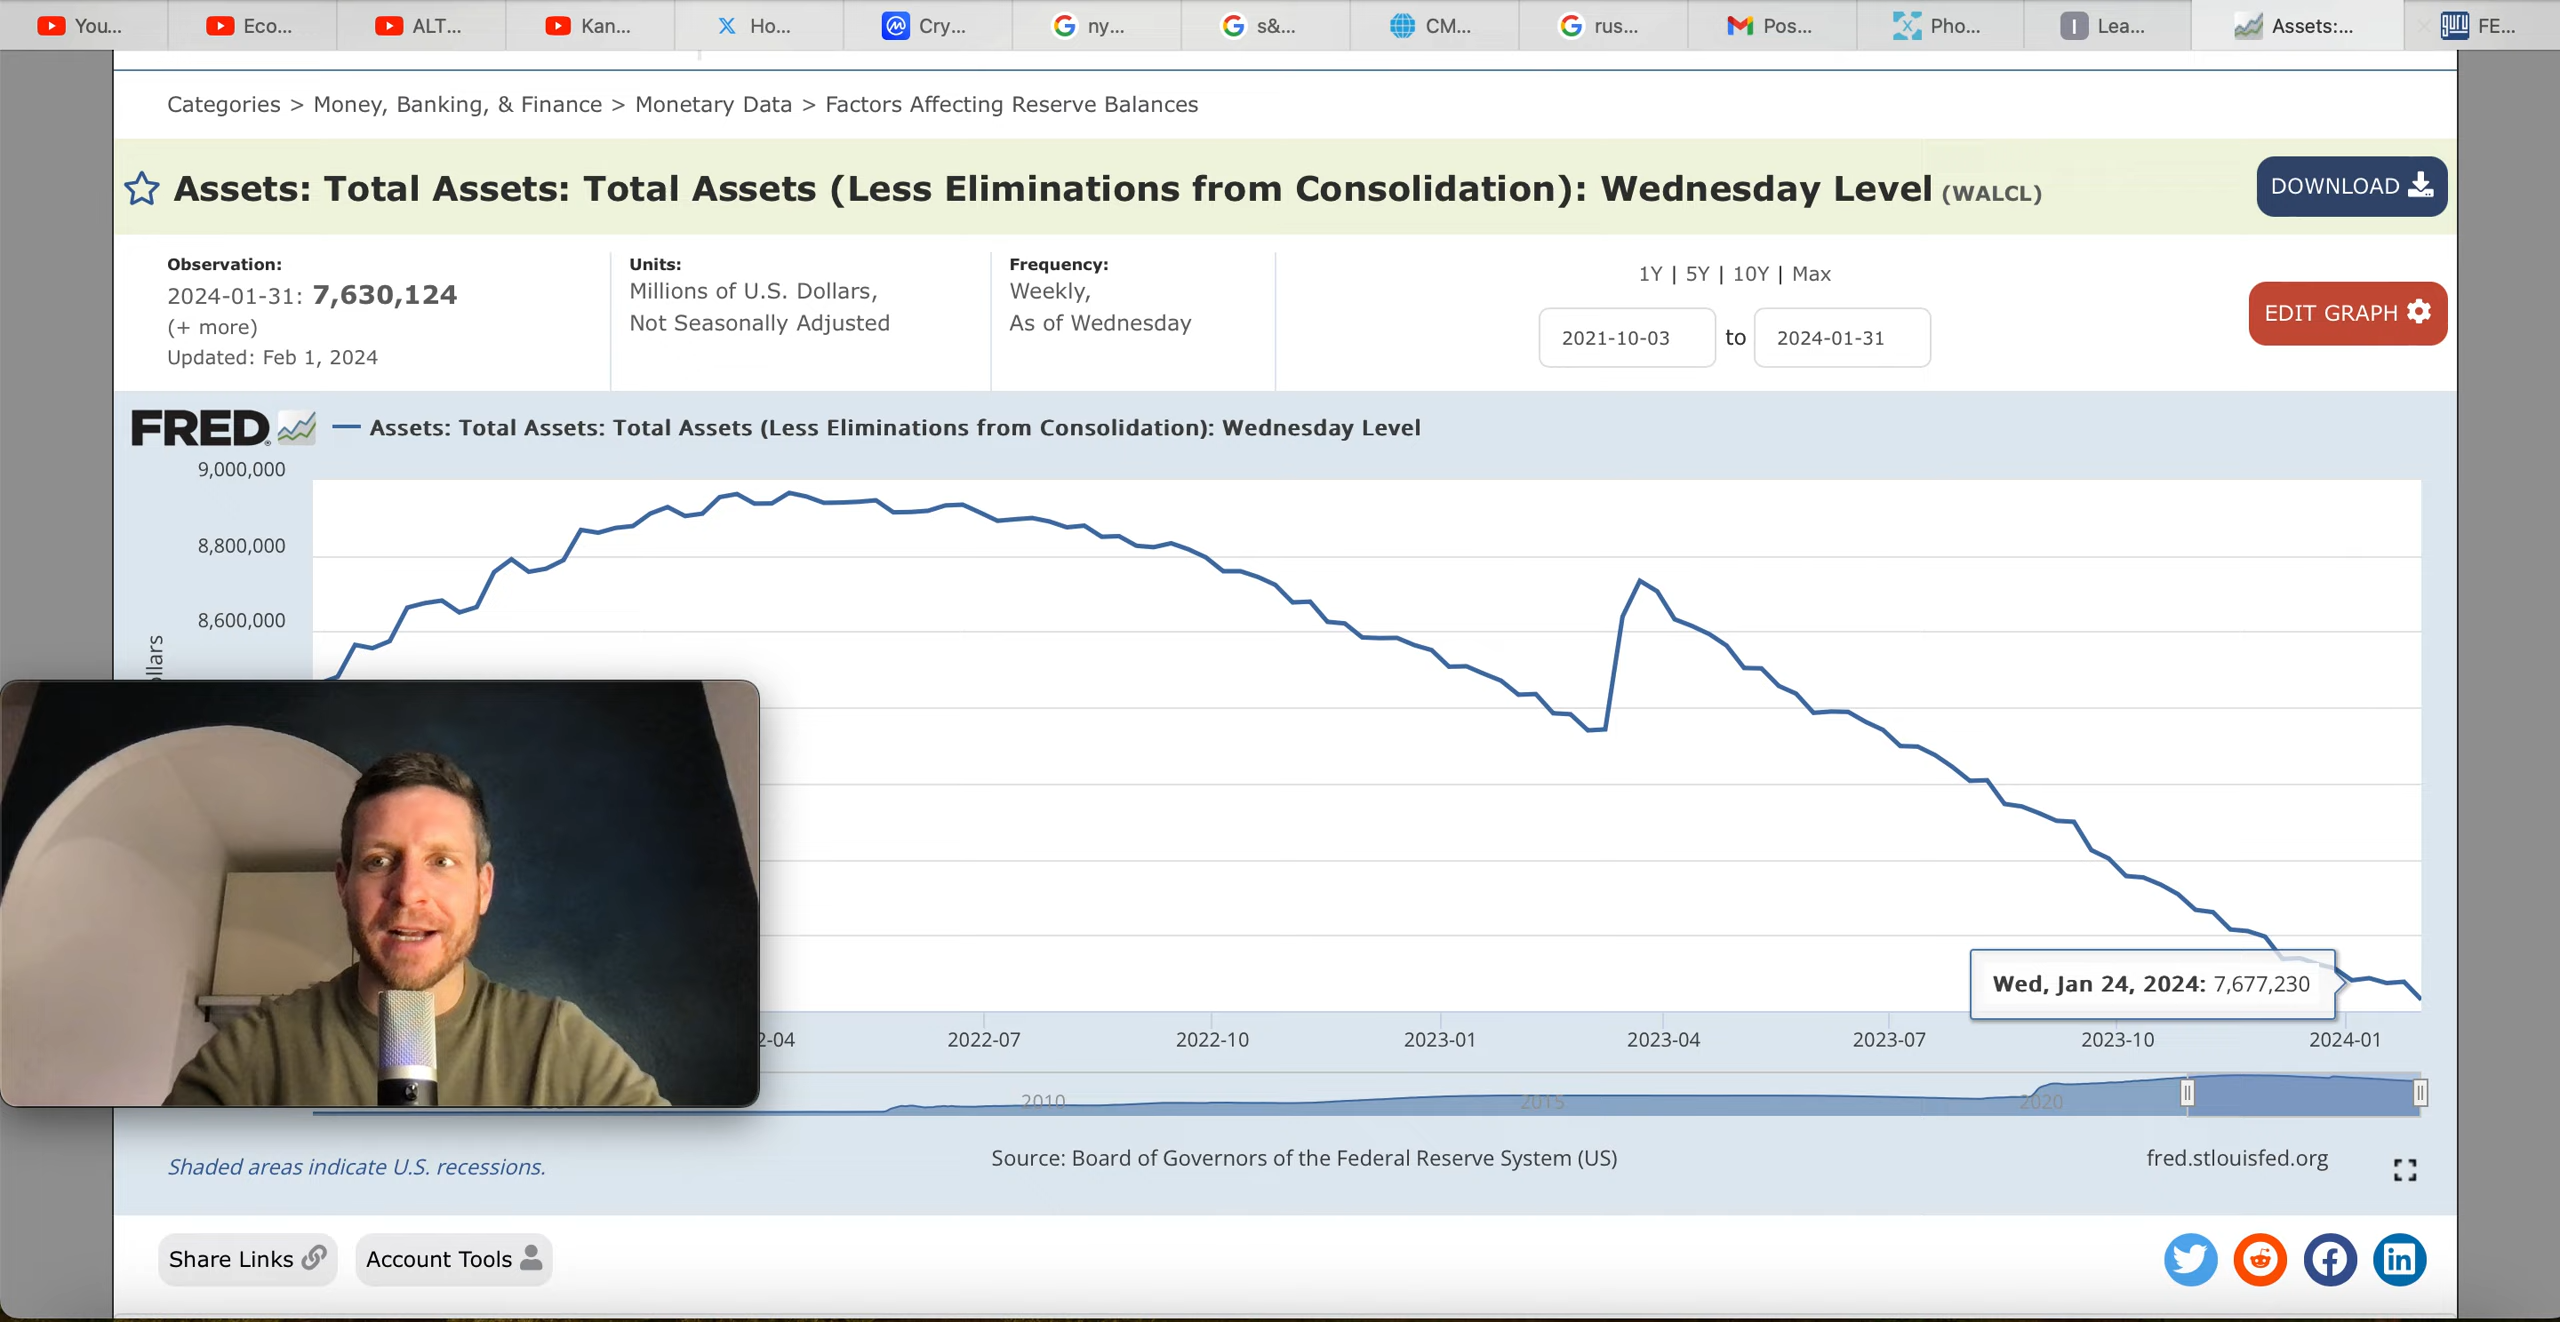 You...
Eco...
ALT...
Kan...
Ho...
Cry...
ny...
s&...
CM...
rus...
Pos...
Pho...
Lea...
Assets:...
guru FE...
Categories > Money, Banking, & Finance > Monetary Data > Factors Affecting Reserve Balances
Assets: Total Assets: Total Assets (Less Eliminations from Consolidation): Wednesday Level (WALCL)
DOWNLOAD
Observation:
2024-01-31: 7,630,124
(+ more)
Updated: Feb 1, 2024
Units:
Millions of U.S. Dollars,
Not Seasonally Adjusted
Frequency:
Weekly,
As of Wednesday
1Y | 5Y | 10Y | Max
2021-10-03 to 2024-01-31
EDIT GRAPH
FRED
Assets: Total Assets: Total Assets (Less Eliminations from Consolidation): Wednesday Level
9,000,000
8,800,000
8,600,000
ollars
Wed, Jan 24, 2024: 7,677,230
2-04
2022-07
2022-10
2023-01
2023-04
2023-07
2023-10
2024-01
2010
2015
2020
Shaded areas indicate U.S. recessions.
Source: Board of Governors of the Federal Reserve System (US)
fred.stlouisfed.org
Share Links
Account Tools